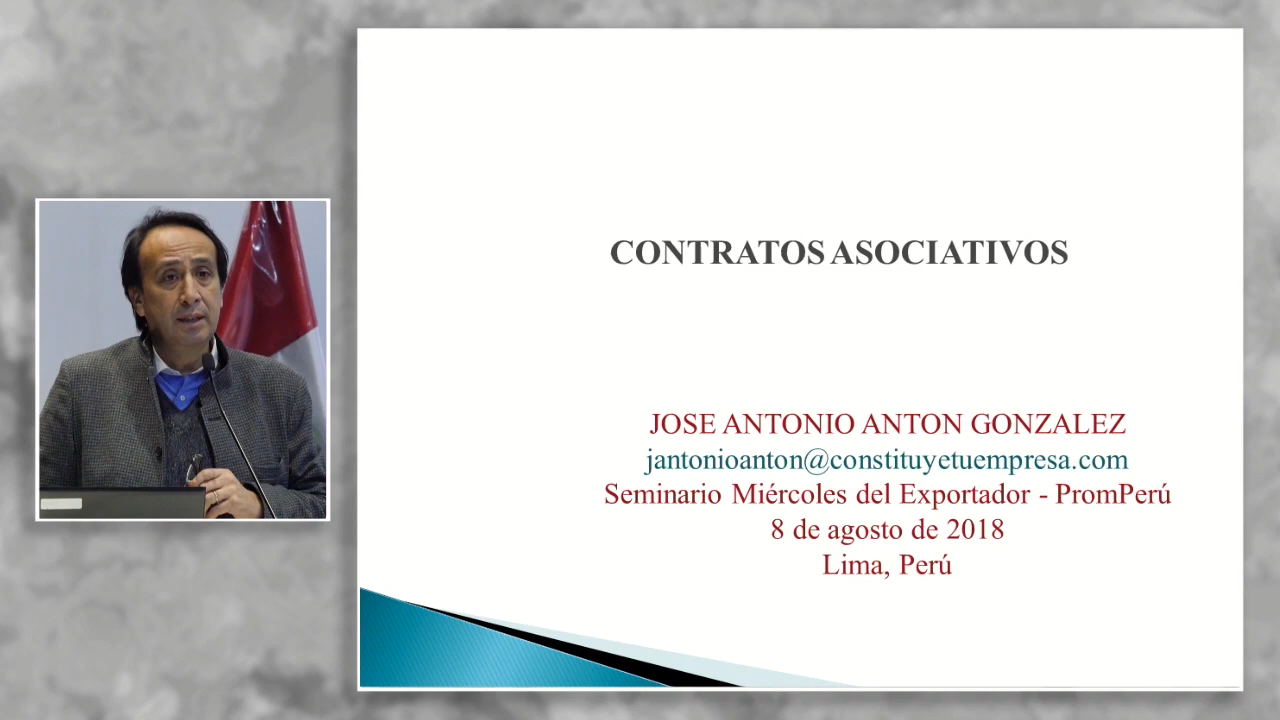 CONTRATOS ASOCIATIVOS
JOSE ANTONIO ANTON GONZALEZ
jantonioanton@constituyetuempresa.com
Seminario Miércoles del Exportador - PromPerú
8 de agosto de 2018
Lima, Perú